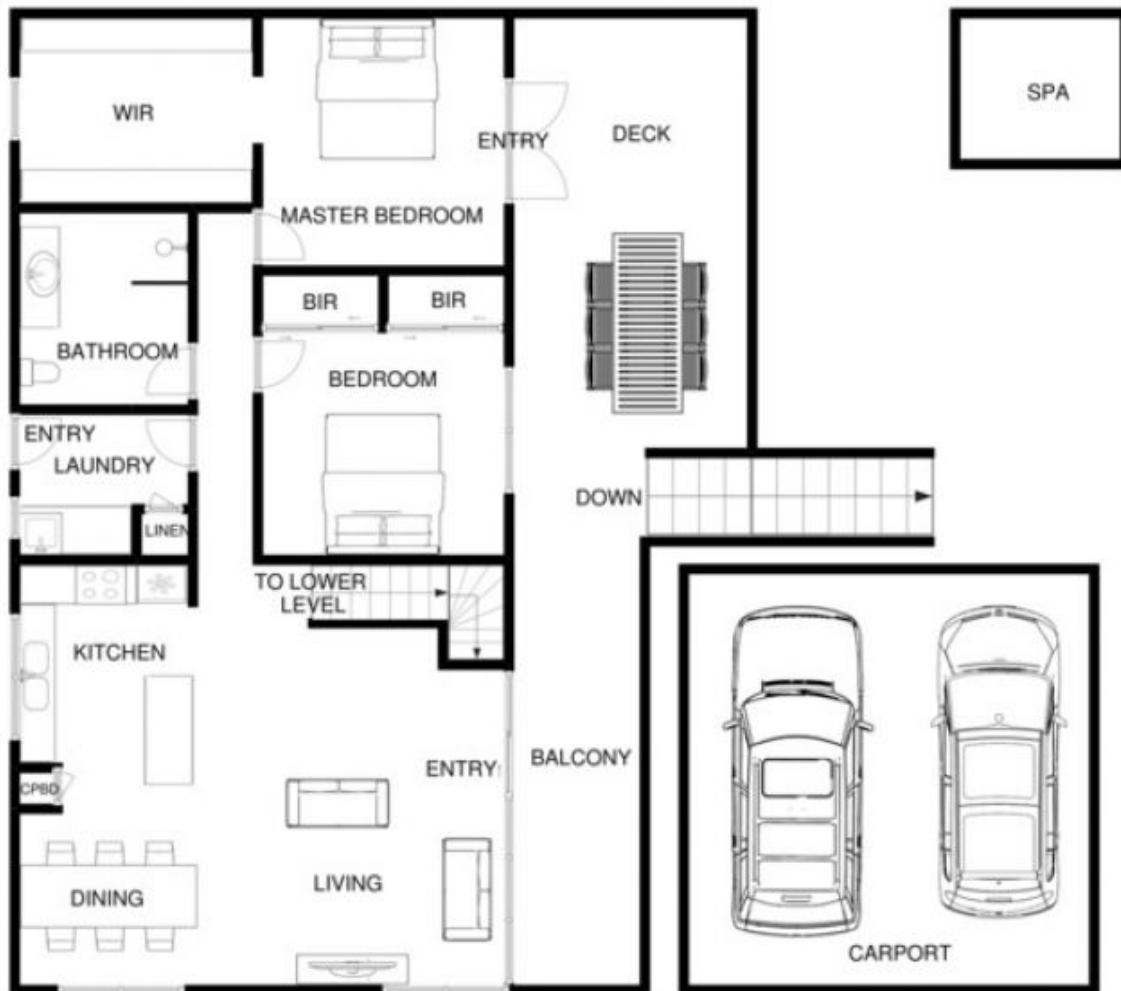 WIR
ENTRY
DECK
SPA
MASTER BEDROOM
BIR
BIR
BATHROOM
BEDROOM
ENTRY
LAUNDRY
DOWN
LINEN
TO LOWER
LEVEL
KITCHEN
ENTRY
BALCONY
CPBD
DINING
LIVING
CARPORT